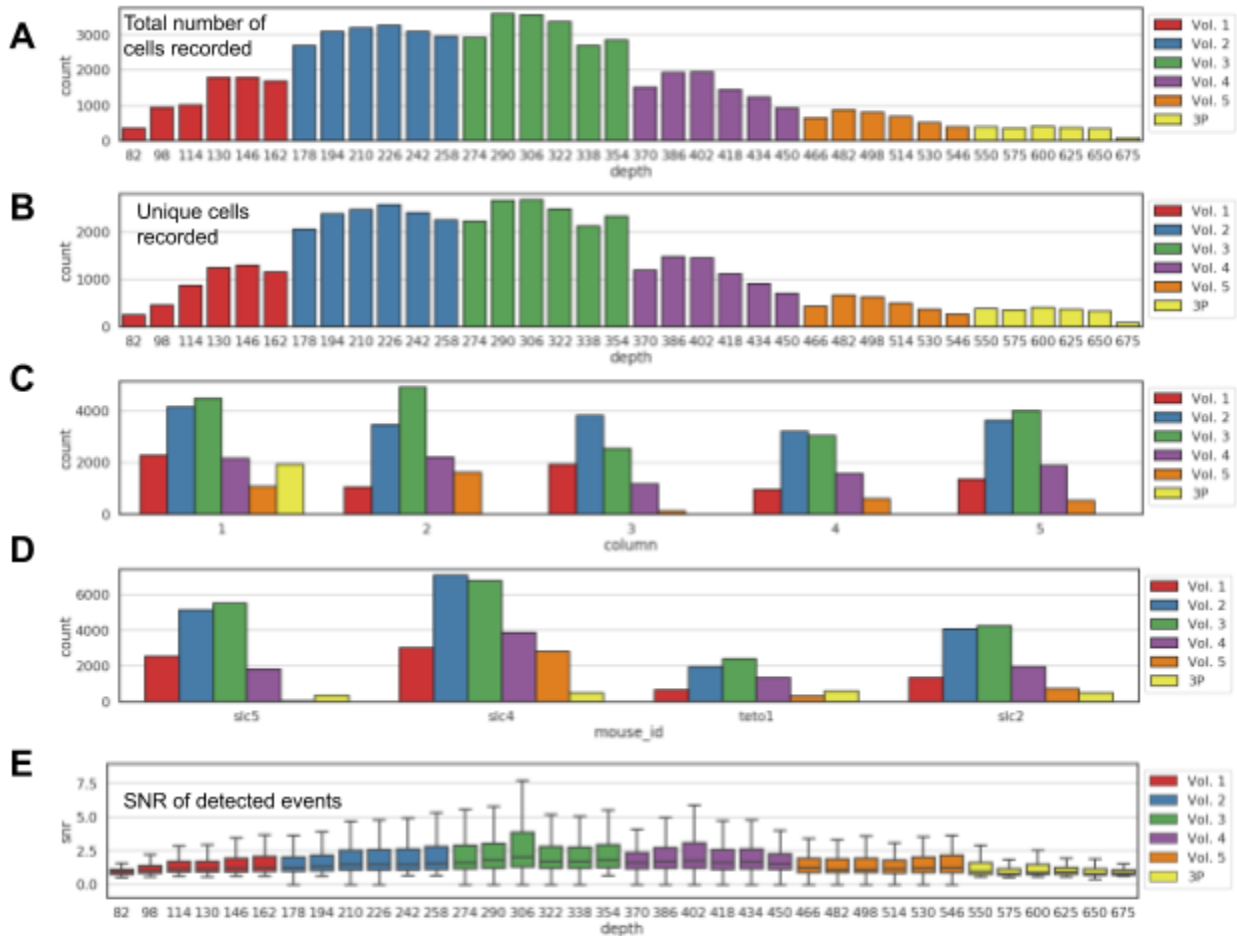 A
Total number of
cells recorded
count
3000
2000
1000
0
82 98 114 130 146 162 178 194 210 226 242 258 274 290 306 322 338 354 370 386 402 418 434 450 466 482 498 514 530 546 550 575 600 625 650 675
depth
Vol. 1
Vol. 2
Vol. 3
Vol. 4
Vol. 5
3P
B
Unique cells
recorded
count
2000
1000
0
82 98 114 130 146 162 178 194 210 226 242 258 274 290 306 322 338 354 370 386 402 418 434 450 466 482 498 514 530 546 550 575 600 625 650 675
depth
Vol. 1
Vol. 2
Vol. 3
Vol. 4
Vol. 5
3P
C
count
4000
2000
0
1 2 3 4 5
column
Vol. 1
Vol. 2
Vol. 3
Vol. 4
Vol. 5
3P
D
count
6000
4000
2000
0
slc5 slc4 teto1 slc2
mouse_id
Vol. 1
Vol. 2
Vol. 3
Vol. 4
Vol. 5
3P
E
SNR of detected events
snr
7.5
5.0
2.5
0.0
82 98 114 130 146 162 178 194 210 226 242 258 274 290 306 322 338 354 370 386 402 418 434 450 466 482 498 514 530 546 550 575 600 625 650 675
depth
Vol. 1
Vol. 2
Vol. 3
Vol. 4
Vol. 5
3P